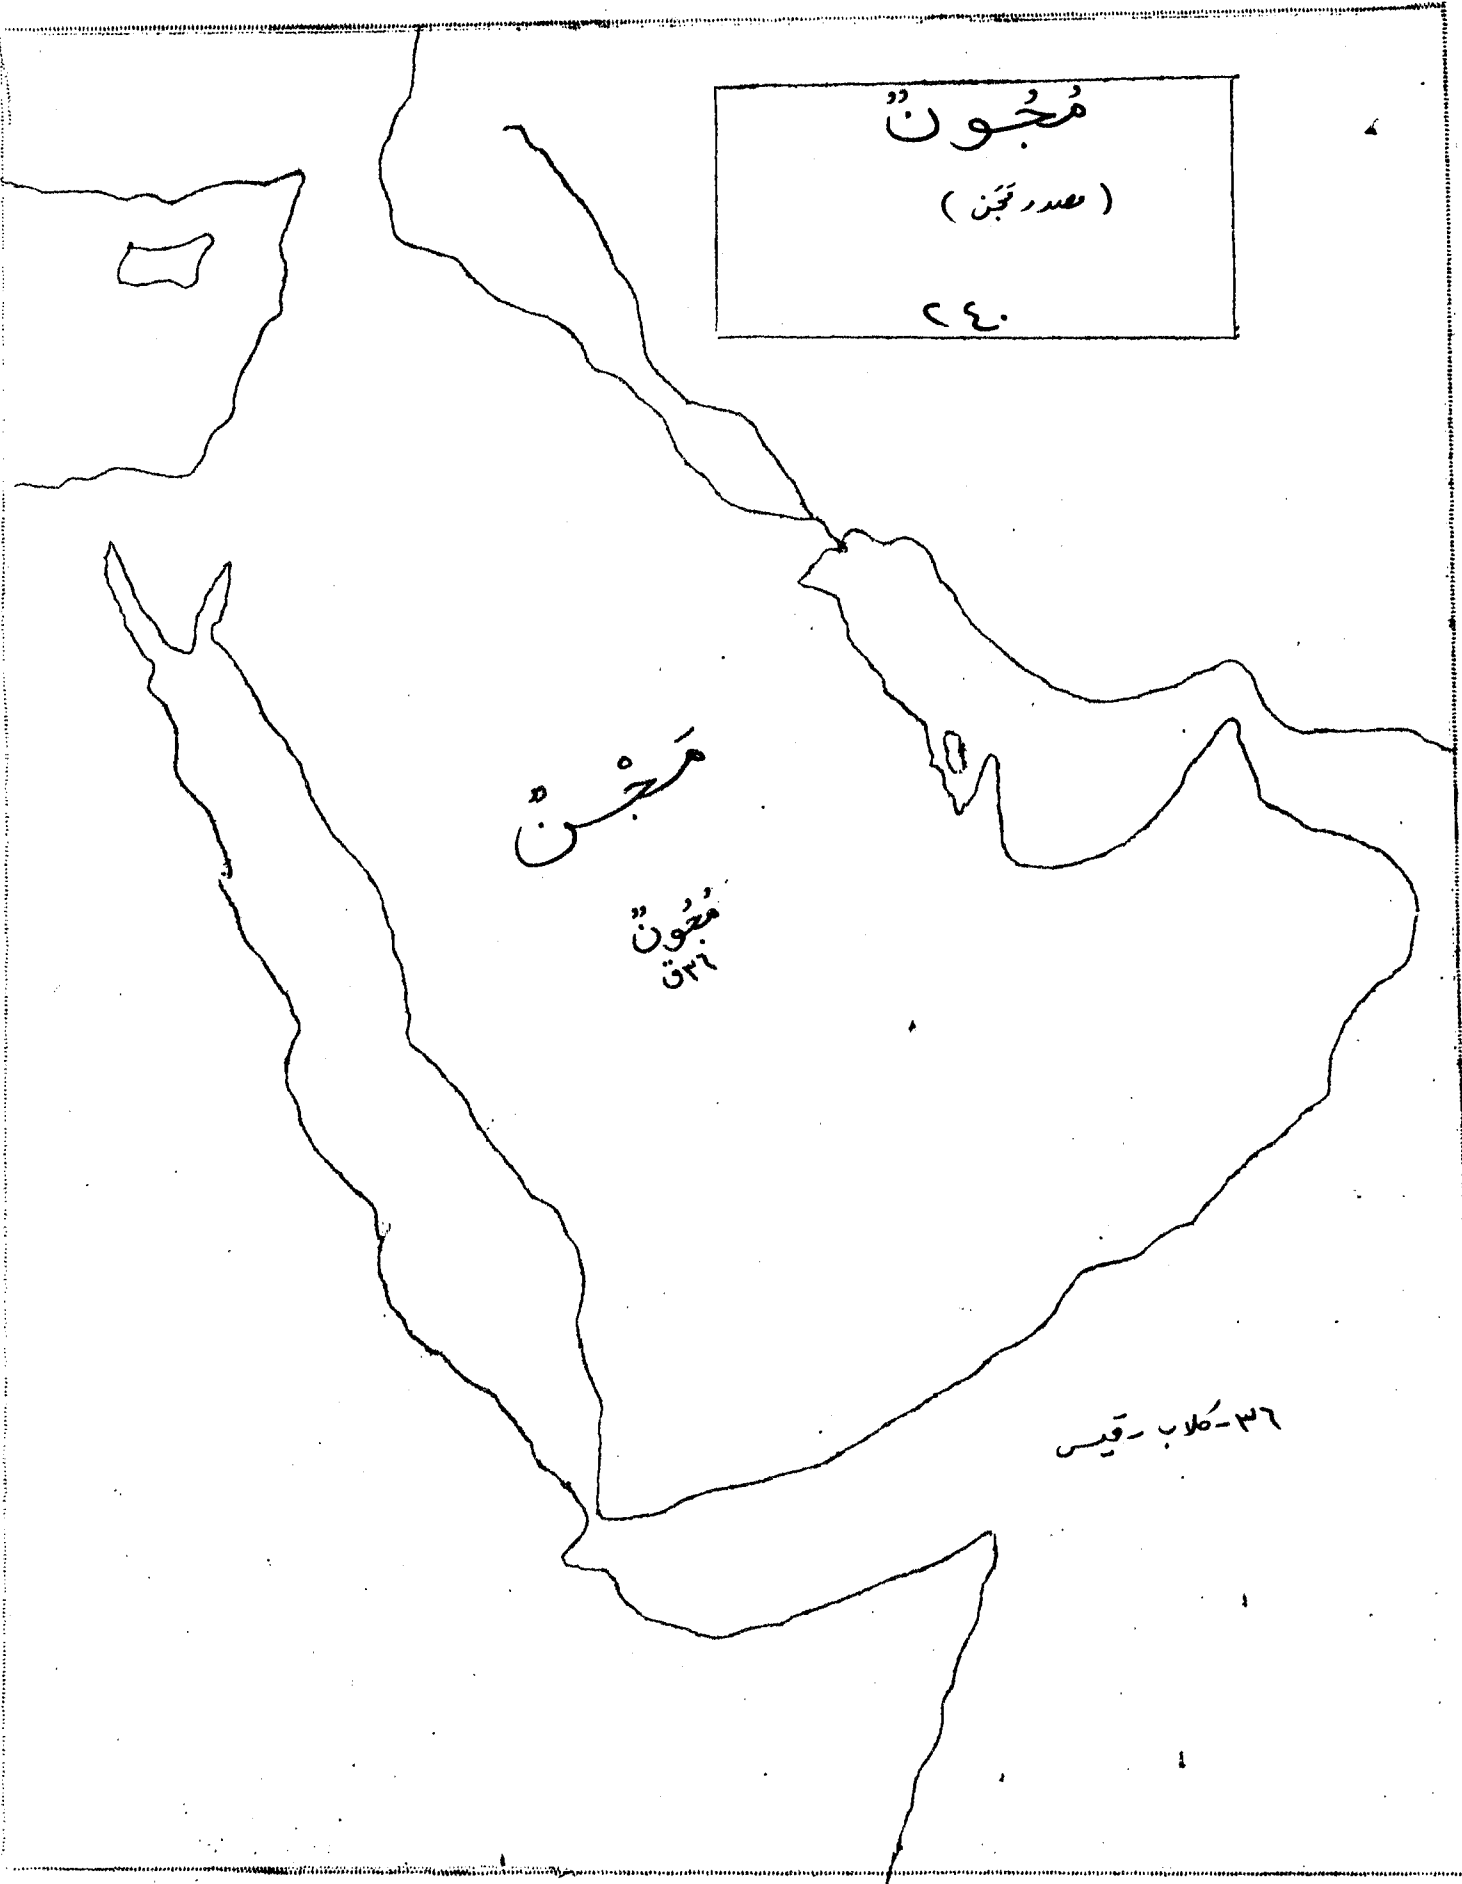 مُجُونٌ
( مصدر مَجَن )
٢٤٠
مَجْنٌ
مُجُونٌ
٣٦ق
٣٦- كلاب - قيس